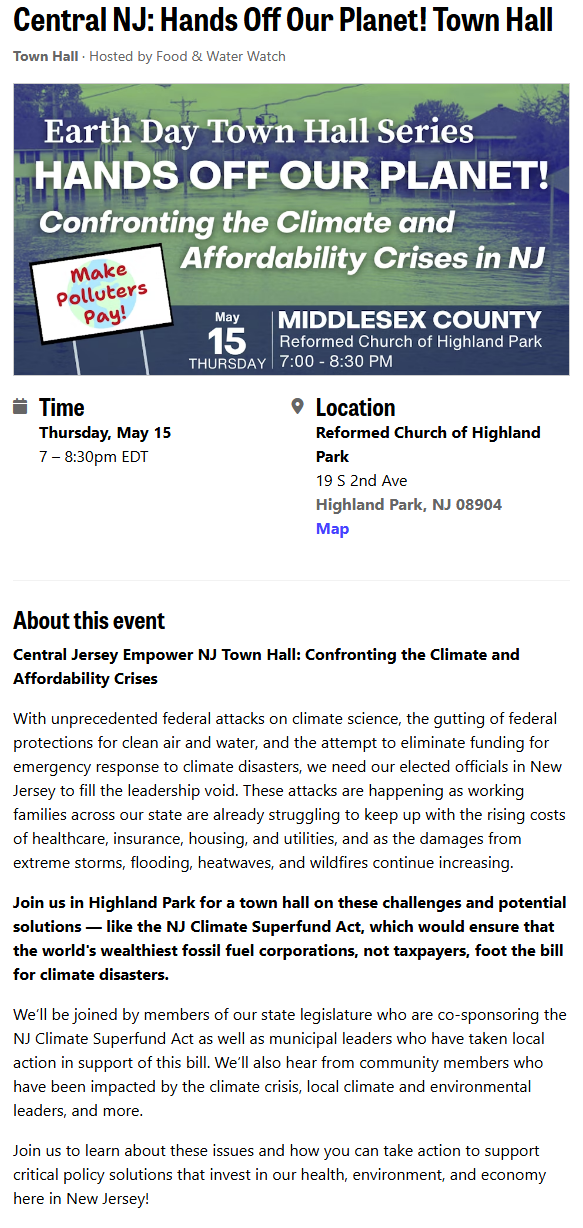 Central NJ: Hands Off Our Planet! Town Hall
Town Hall · Hosted by Food & Water Watch
Earth Day Town Hall Series
HANDS OFF OUR PLANET!
Confronting the Climate and
Affordability Crises in NJ
Make
Polluters
Pay!
May
15
THURSDAY
MIDDLESEX COUNTY
Reformed Church of Highland Park
7:00 - 8:30 PM
Time
Thursday, May 15
7 – 8:30pm EDT
Location
Reformed Church of Highland
Park
19 S 2nd Ave
Highland Park, NJ 08904
Map
About this event
Central Jersey Empower NJ Town Hall: Confronting the Climate and
Affordability Crises
With unprecedented federal attacks on climate science, the gutting of federal
protections for clean air and water, and the attempt to eliminate funding for
emergency response to climate disasters, we need our elected officials in New
Jersey to fill the leadership void. These attacks are happening as working
families across our state are already struggling to keep up with the rising costs
of healthcare, insurance, housing, and utilities, and as the damages from
extreme storms, flooding, heatwaves, and wildfires continue increasing.
Join us in Highland Park for a town hall on these challenges and potential
solutions — like the NJ Climate Superfund Act, which would ensure that
the world's wealthiest fossil fuel corporations, not taxpayers, foot the bill
for climate disasters.
We'll be joined by members of our state legislature who are co-sponsoring the
NJ Climate Superfund Act as well as municipal leaders who have taken local
action in support of this bill. We'll also hear from community members who
have been impacted by the climate crisis, local climate and environmental
leaders, and more.
Join us to learn about these issues and how you can take action to support
critical policy solutions that invest in our health, environment, and economy
here in New Jersey!